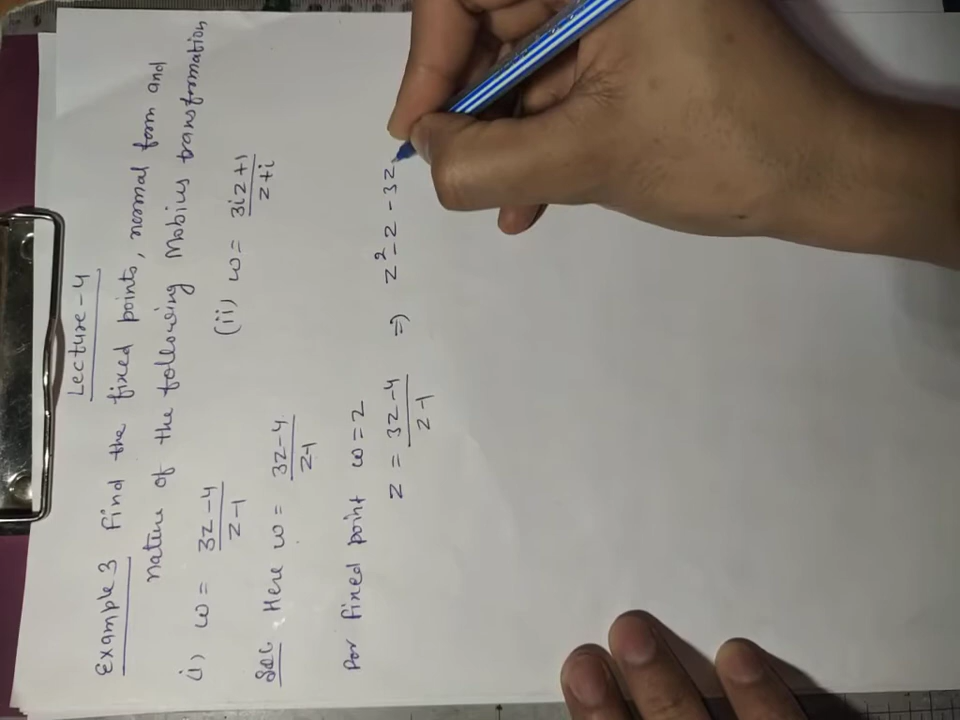 Lecture-4
Example 3 Find the fixed points, normal form and
nature of the following Mobius transformation
(i) w = 3z-4/z-1 (ii) w = 3iz+1/z+i
Sol. Here w = 3z-4/z-1
For fixed point w=z
z = 3z-4/z-1 => z²-z-3z